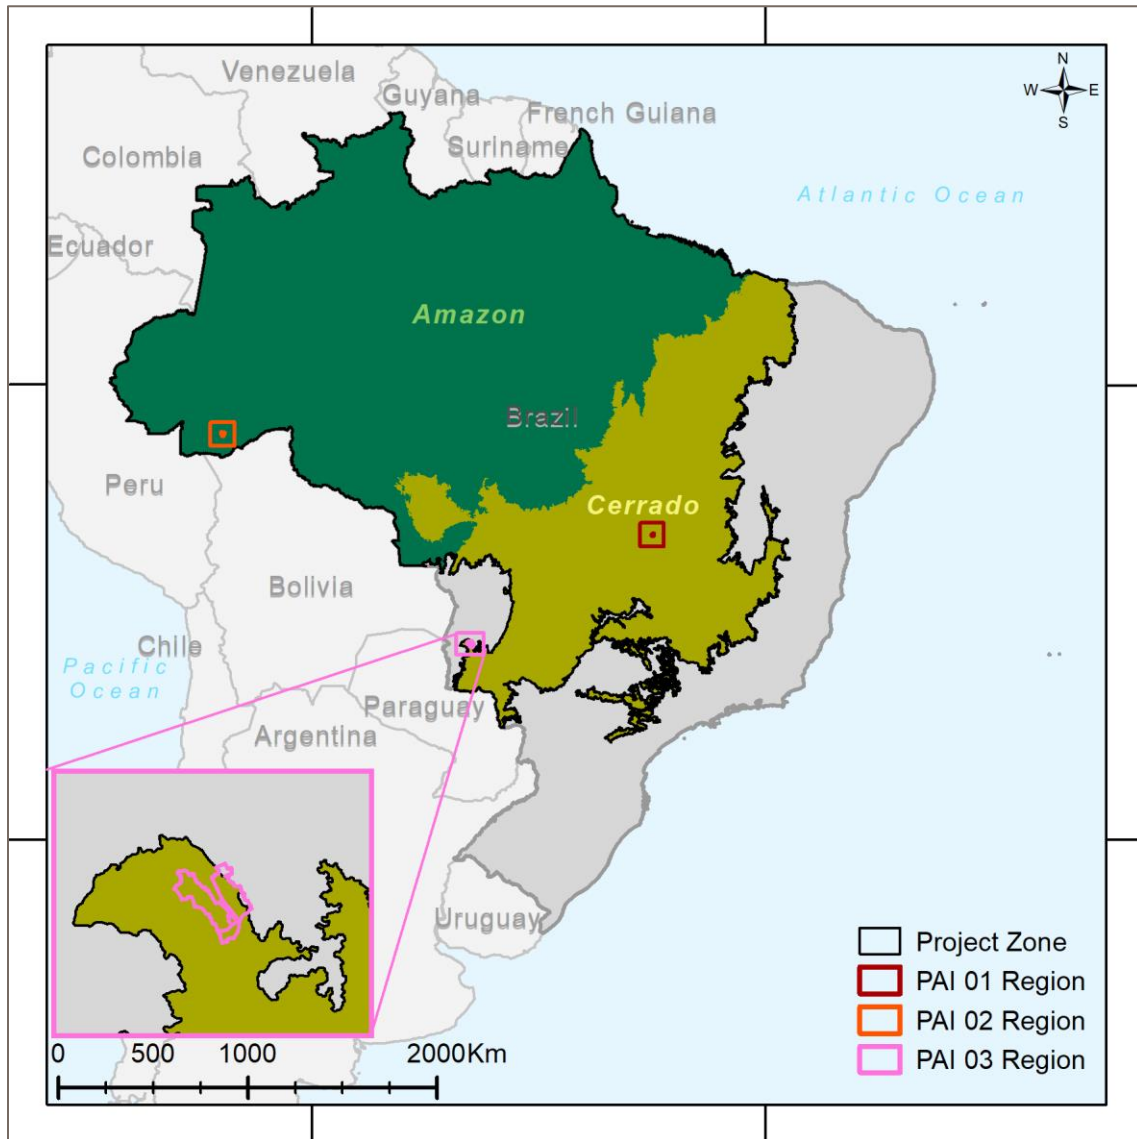 N
W E
S
Venezuela
Guyana
French Guiana
Suriname
Colombia
Atlantic Ocean
Ecuador
Amazon
Brazil
Peru
Cerrado
Bolivia
Chile
Pacific
Ocean
Paraguay
Argentina
Uruguay
Project Zone
PAI 01 Region
PAI 02 Region
PAI 03 Region
0 500 1000 2000Km